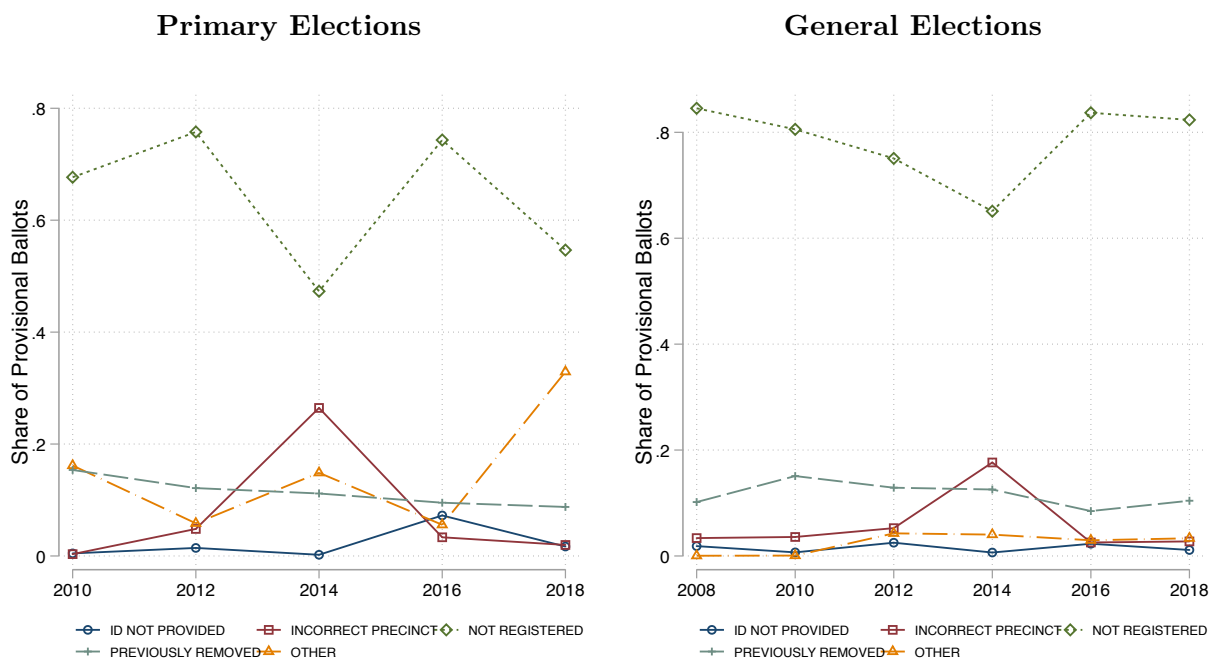 Primary Elections
General Elections
Share of Provisional Ballots
.8
.6
.4
.2
0
2010 2012 2014 2016 2018
ID NOT PROVIDED INCORRECT PRECINCT NOT REGISTERED
PREVIOUSLY REMOVED OTHER
Share of Provisional Ballots
.8
.6
.4
.2
0
2008 2010 2012 2014 2016 2018
ID NOT PROVIDED INCORRECT PRECINCT NOT REGISTERED
PREVIOUSLY REMOVED OTHER